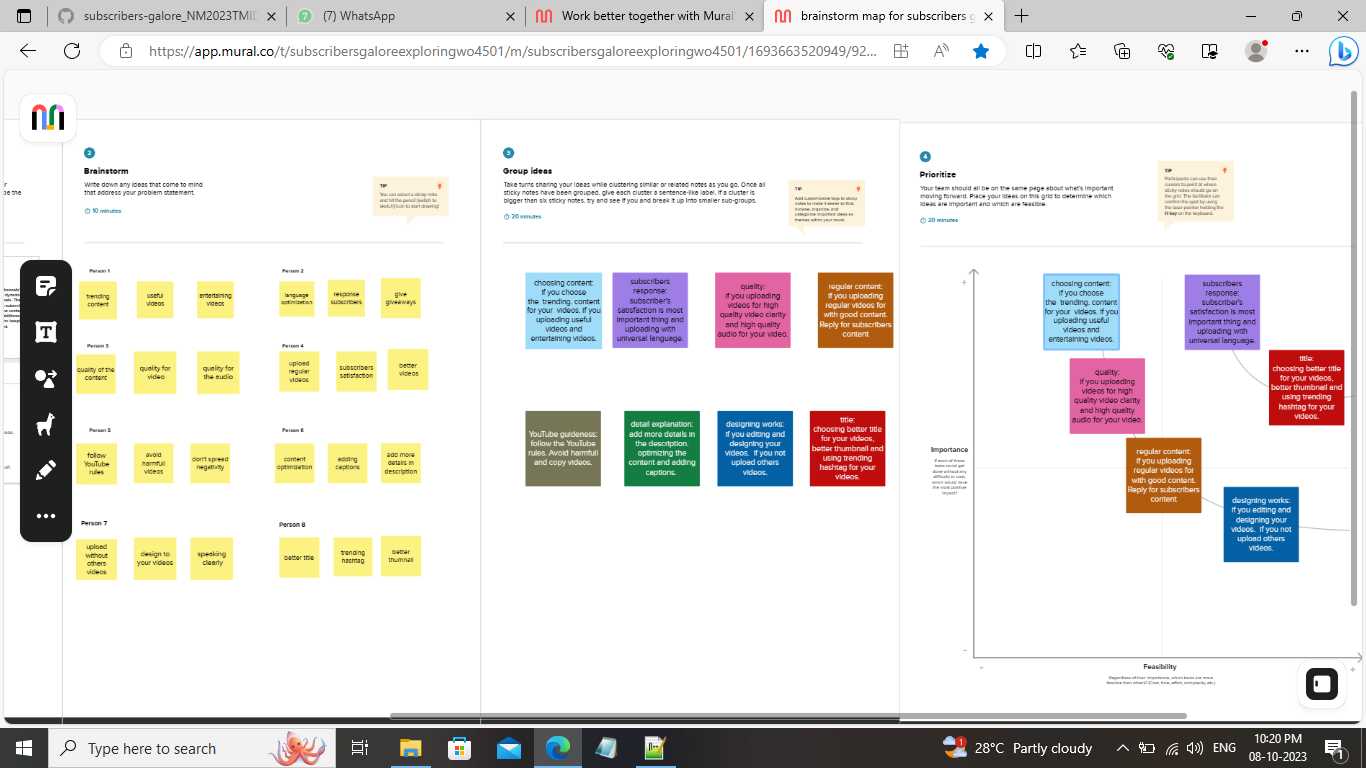 subscribers-galore_NM2023TMID
(7) WhatsApp
Work better together with Mural'
brainstorm map for subscribers g
https://app.mural.co/t/subscribersgaloreexploringwo4501/m/subscribersgaloreexploringwo4501/1693663520949/92...
2
Brainstorm
Write down any ideas that come to mind
that address your problem statement.
10 minutes
TIP
You can select a sticky note
and hit the pencil [switch to
sketch] icon to start drawing!
Person 1
trending
content
useful
videos
entertaining
videos
Person 2
language
optimization
response
subscribers
give
giveaways
Person 3
quality of the
content
quality for
video
quality for
the audio
Person 4
upload
regular
videos
subscribers
satisfaction
better
videos
Person 5
follow
YouTube
rules
avoid
harmfull
videos
don't spread
negativity
Person 6
content
optimization
adding
captions
add more
details in
description
Person 7
upload
without
others
videos
design to
your videos
speaking
clearly
Person 8
better title
trending
hashtag
better
thumnail
3
Group ideas
Take turns sharing your ideas while clustering similar or related notes as you go. Once all
sticky notes have been grouped, give each cluster a sentence-like label. If a cluster is
bigger than six sticky notes, try and see if you and break it up into smaller sub-groups.
20 minutes
TIP
Add customizable tags to sticky
notes to make it easier to find,
browse, organize, and
categorize important ideas as
themes within your mural.
choosing content:
if you choose
the trending. content
for your videos. if you
uploading useful
videos and
entertaining videos.
subscribers
response:
subscriber's
satisfaction is most
important thing and
uploading with
universal language.
quality:
if you uploading
videos for high
quality video clarity
and high quality
audio for your video.
regular content:
if you uploading
regular videos for
with good content.
Reply for subscribers
content
YouTube guideness:
follow the YouTube
rules. Avoid harmfull
and copy videos.
detail explanation:
add more details in
the description.
optimizing the
content and adding
captions.
designing works:
if you editing and
designing your
videos. if you not
upload others
videos.
title:
choosing better title
for your videos,
better thumbnail and
using trending
hashtag for your
videos.
4
Prioritize
Your team should all be on the same page about what's important
moving forward. Place your ideas on this grid to determine which
ideas are important and which are feasible.
20 minutes
TIP
Participants can use their
cursors to point at where
sticky notes should go on
the grid. The facilitator can
confirm the spot by using
the laser pointer holding the
H key on the keyboard.
+
choosing content:
if you choose
the trending. content
for your videos. if you
uploading useful
videos and
entertaining videos.
subscribers
response:
subscriber's
satisfaction is most
important thing and
uploading with
universal language.
title:
choosing better title
for your videos,
better thumbnail and
using trending
hashtag for your
videos.
quality:
if you uploading
videos for high
quality video clarity
and high quality
audio for your video.
regular content:
if you uploading
regular videos for
with good content.
Reply for subscribers
content
designing works:
if you editing and
designing your
videos. if you not
upload others
videos.
Importance
If each of these
tasks could get
done without any
difficulty or cost,
which would have
the most positive
impact?
-
-
Feasibility
+
Regardless of their importance, which tasks are more
feasible than others? (Cost, time, effort, complexity, etc.)
Type here to search
28°C Partly cloudy
ENG
10:20 PM
08-10-2023
1